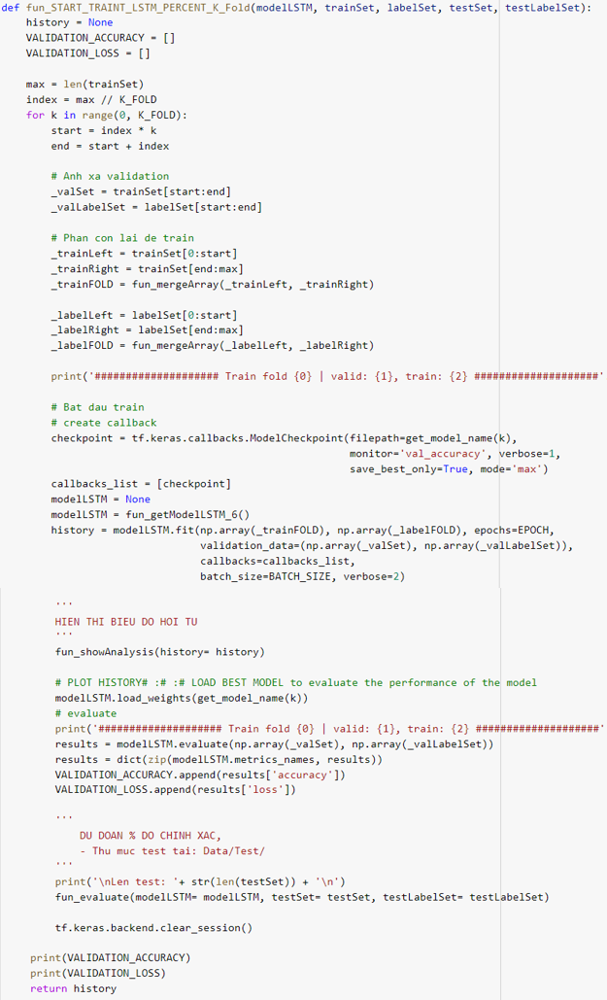 def fun_START_TRAINT_LSTM_PERCENT_K_Fold(modelLSTM, trainSet, labelSet, testSet, testLabelSet):
    history = None
    VALIDATION_ACCURACY = []
    VALIDATION_LOSS = []

    max = len(trainSet)
    index = max // K_FOLD
    for k in range(0, K_FOLD):
        start = index * k
        end = start + index

        # Anh xa validation
        _valSet = trainSet[start:end]
        _valLabelSet = labelSet[start:end]

        # Phan con lai de train
        _trainLeft = trainSet[0:start]
        _trainRight = trainSet[end:max]
        _trainFOLD = fun_mergeArray(_trainLeft, _trainRight)

        _labelLeft = labelSet[0:start]
        _labelRight = labelSet[end:max]
        _labelFOLD = fun_mergeArray(_labelLeft, _labelRight)

        print('#################### Train fold {0} | valid: {1}, train: {2} ####################'

        # Bat dau train
        # create callback
        checkpoint = tf.keras.callbacks.ModelCheckpoint(filepath=get_model_name(k),
                                                        monitor='val_accuracy', verbose=1,
                                                        save_best_only=True, mode='max')
        callbacks_list = [checkpoint]
        modelLSTM = None
        modelLSTM = fun_getModelLSTM_6()
        history = modelLSTM.fit(np.array(_trainFOLD), np.array(_labelFOLD), epochs=EPOCH,
                                validation_data=(np.array(_valSet), np.array(_valLabelSet)),
                                callbacks=callbacks_list,
                                batch_size=BATCH_SIZE, verbose=2)

        '''
        HIEN THI BIEU DO HOI TU
        '''
        fun_showAnalysis(history= history)

        # PLOT HISTORY# :# :# LOAD BEST MODEL to evaluate the performance of the model
        modelLSTM.load_weights(get_model_name(k))
        # evaluate
        print('#################### Train fold {0} | valid: {1}, train: {2} ####################'
        results = modelLSTM.evaluate(np.array(_valSet), np.array(_valLabelSet))
        results = dict(zip(modelLSTM.metrics_names, results))
        VALIDATION_ACCURACY.append(results['accuracy'])
        VALIDATION_LOSS.append(results['loss'])

        '''
            DU DOAN % DO CHINH XAC,
            - Thu muc test tai: Data/Test/
        '''
        print('\nLen test: '+ str(len(testSet)) + '\n')
        fun_evaluate(modelLSTM= modelLSTM, testSet= testSet, testLabelSet= testLabelSet)

        tf.keras.backend.clear_session()

    print(VALIDATION_ACCURACY)
    print(VALIDATION_LOSS)
    return history